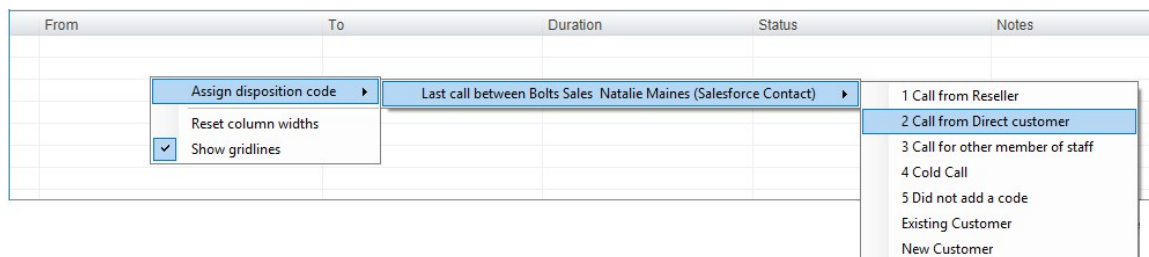 From To Duration Status Notes
Assign disposition code Last call between Bolts Sales Natalie Maines (Salesforce Contact) 1 Call from Reseller
Reset column widths 2 Call from Direct customer
Show gridlines 3 Call for other member of staff
4 Cold Call
5 Did not add a code
Existing Customer
New Customer